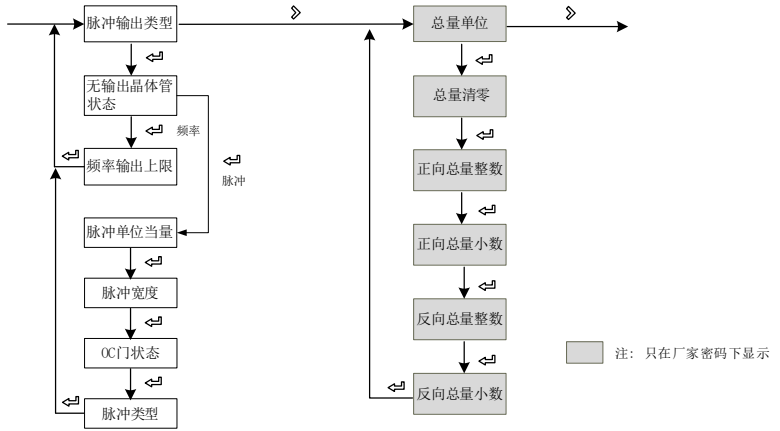 脉冲输出类型
无输出晶体管
状态
频率
频率输出上限
脉冲
脉冲单位当量
脉冲宽度
OC门状态
脉冲类型
总量单位
总量清零
正向总量整数
正向总量小数
反向总量整数
反向总量小数
注：只在厂家密码下显示